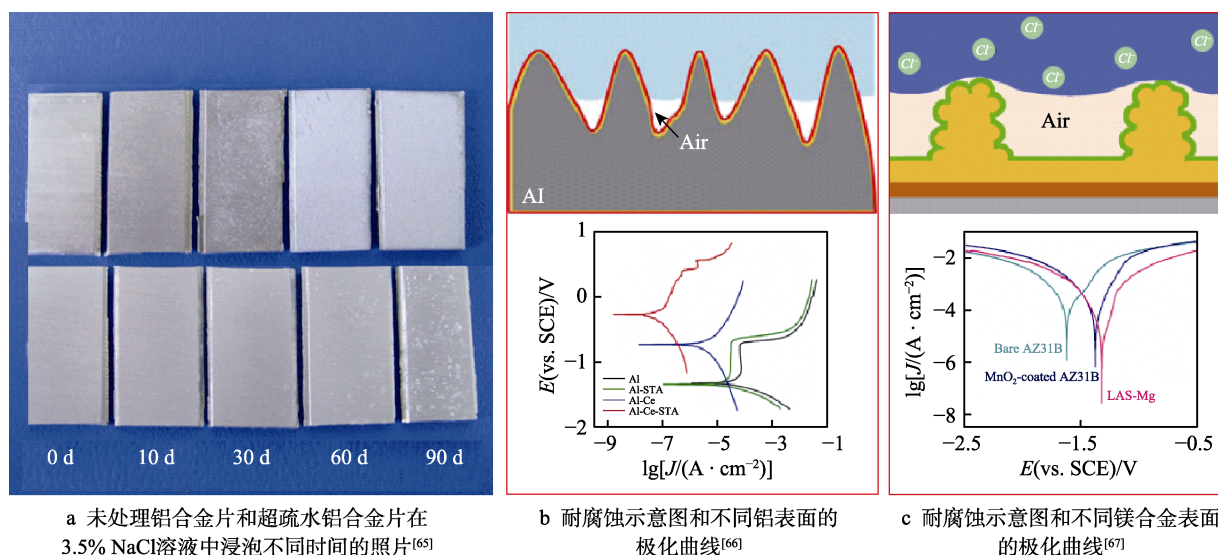 0 d 10 d 30 d 60 d 90 d
a 未处理铝合金片和超疏水铝合金片在
3.5% NaCl溶液中浸泡不同时间的照片[65]
Air
Al
1
0
−1
−2
E(vs. SCE)/V
Al
Al-STA
Al-Ce
Al-Ce-STA
−9 −7 −5 −3 −1
lg[J/(A · cm⁻²)]
b 耐腐蚀示意图和不同铝表面的
极化曲线[66]
Cl⁻ Cl⁻ Cl⁻ Cl⁻ Cl⁻ Cl⁻
Air
−2
−4
−6
−8
lg[J/(A · cm⁻²)]
Bare AZ31B
MnO₂-coated AZ31B
LAS-Mg
−2.5 −1.5 −0.5
E(vs. SCE)/V
c 耐腐蚀示意图和不同镁合金表面
的极化曲线[67]